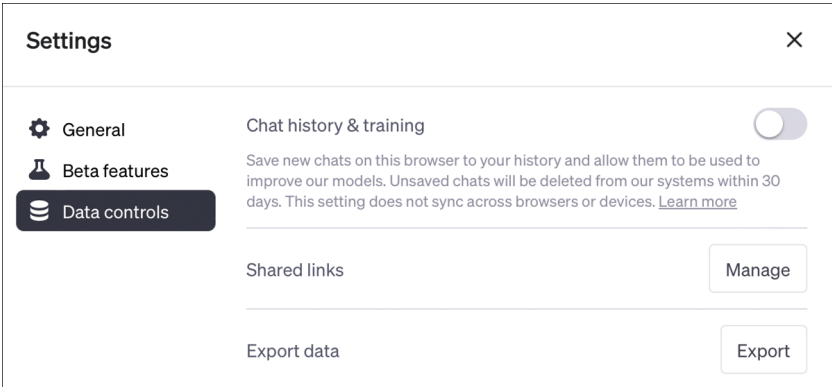 Settings
General
Beta features
Data controls
Chat history & training
Save new chats on this browser to your history and allow them to be used to
improve our models. Unsaved chats will be deleted from our systems within 30
days. This setting does not sync across browsers or devices. Learn more
Shared links
Manage
Export data
Export